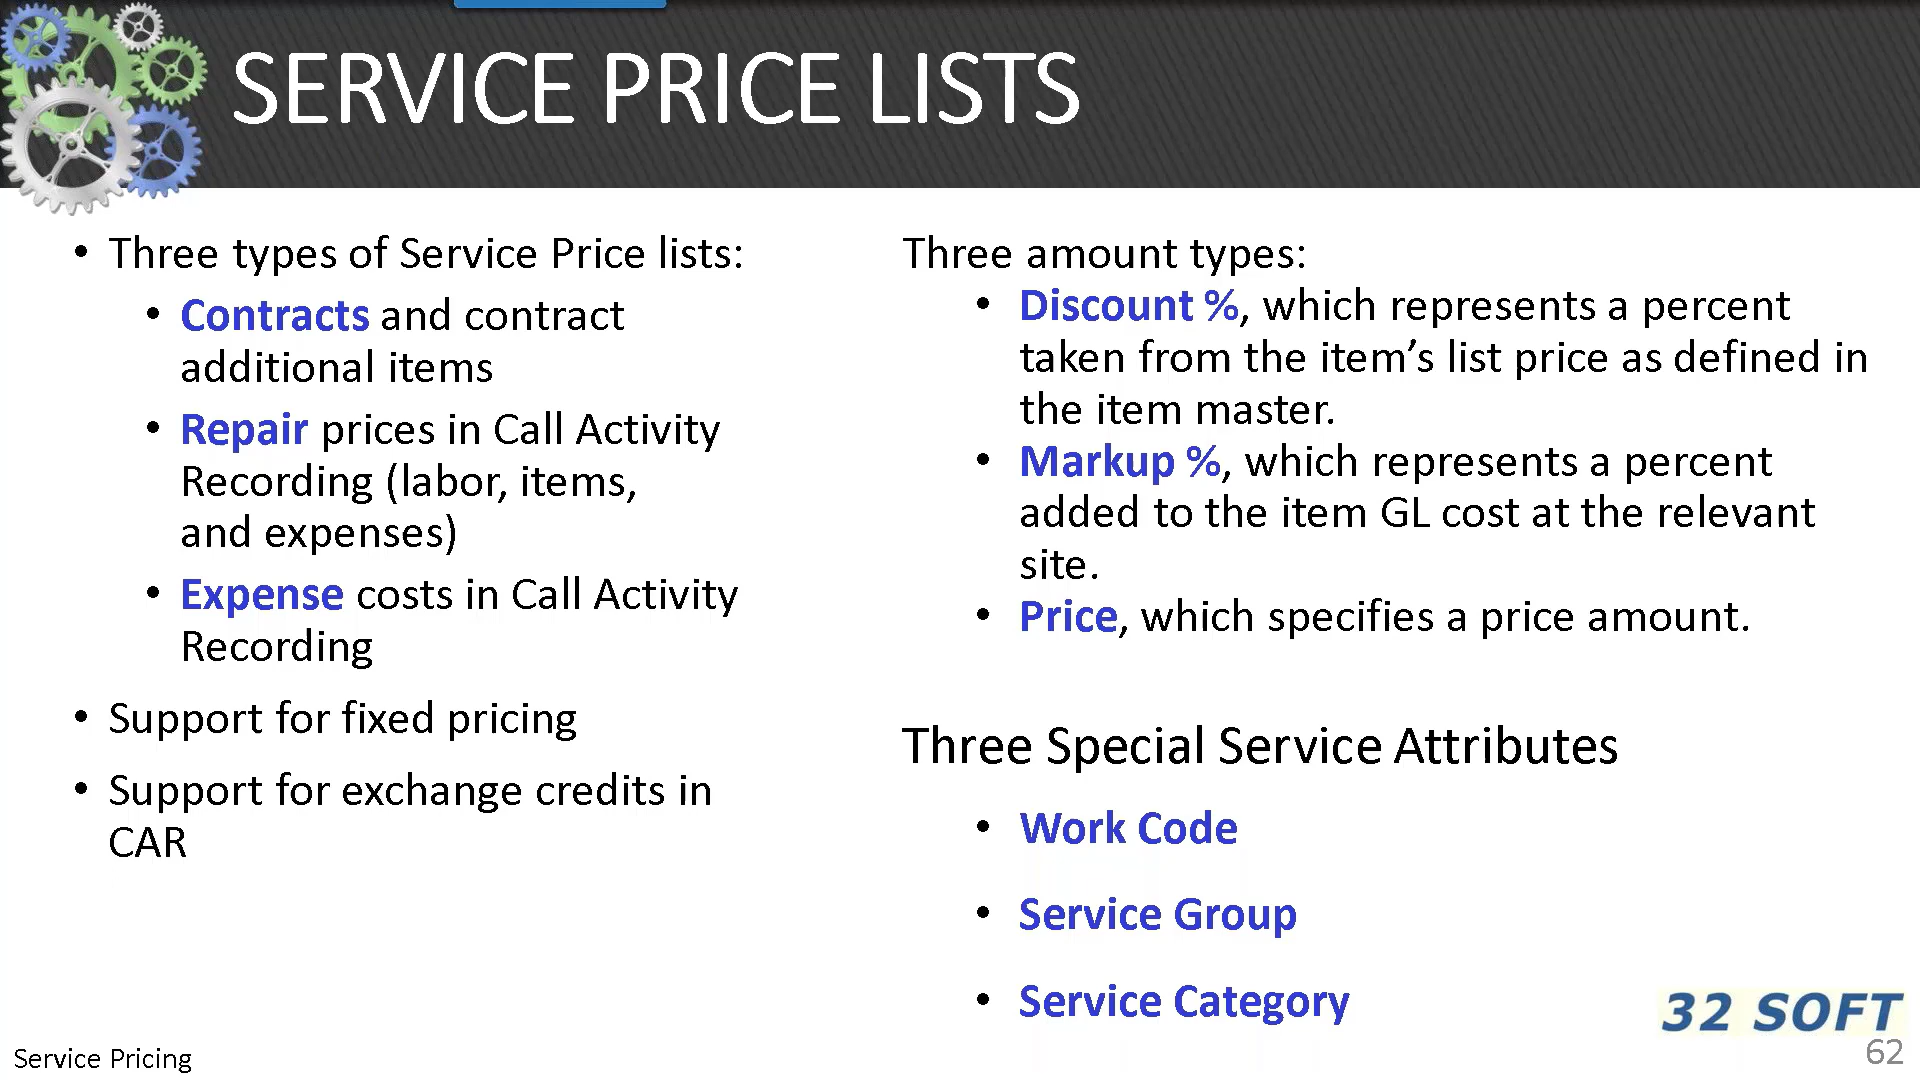 SERVICE PRICE LISTS
• Three types of Service Price lists:
• Contracts and contract
additional items
• Repair prices in Call Activity
Recording (labor, items,
and expenses)
• Expense costs in Call Activity
Recording
• Support for fixed pricing
• Support for exchange credits in
CAR
Three amount types:
• Discount %, which represents a percent
taken from the item’s list price as defined in
the item master.
• Markup %, which represents a percent
added to the item GL cost at the relevant
site.
• Price, which specifies a price amount.
Three Special Service Attributes
• Work Code
• Service Group
• Service Category
32 SOFT
Service Pricing
62